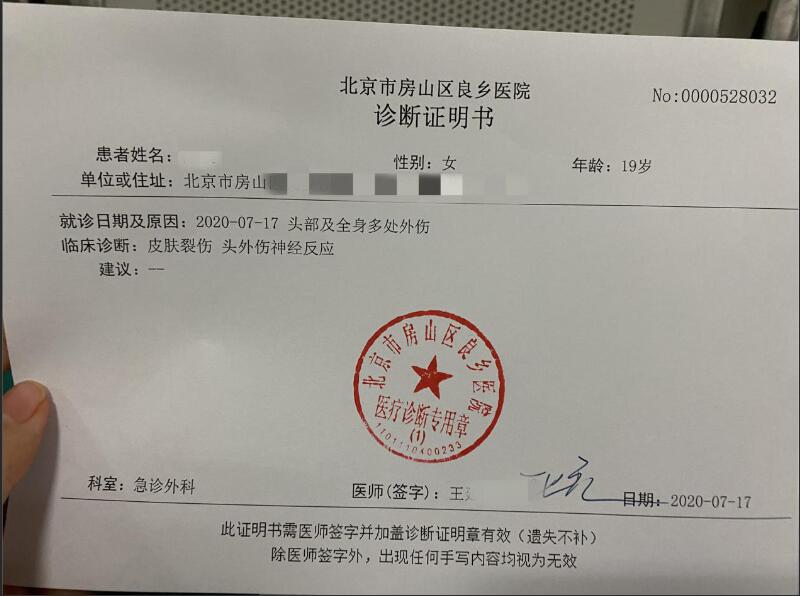 北京市房山区良乡医院
诊断证明书
No:0000528032
患者姓名:
性别: 女
年龄: 19岁
单位或住址: 北京市房山
就诊日期及原因: 2020-07-17 头部及全身多处外伤
临床诊断: 皮肤裂伤 头外伤神经反应
建议: --
北京市房山区良乡医院
医疗诊断专用章
(1)
1101110400233
科室: 急诊外科
医师(签字): 王
日期: 2020-07-17
此证明书需医师签字并加盖诊断证明章有效（遗失不补）
除医师签字外，出现任何手写内容均视为无效